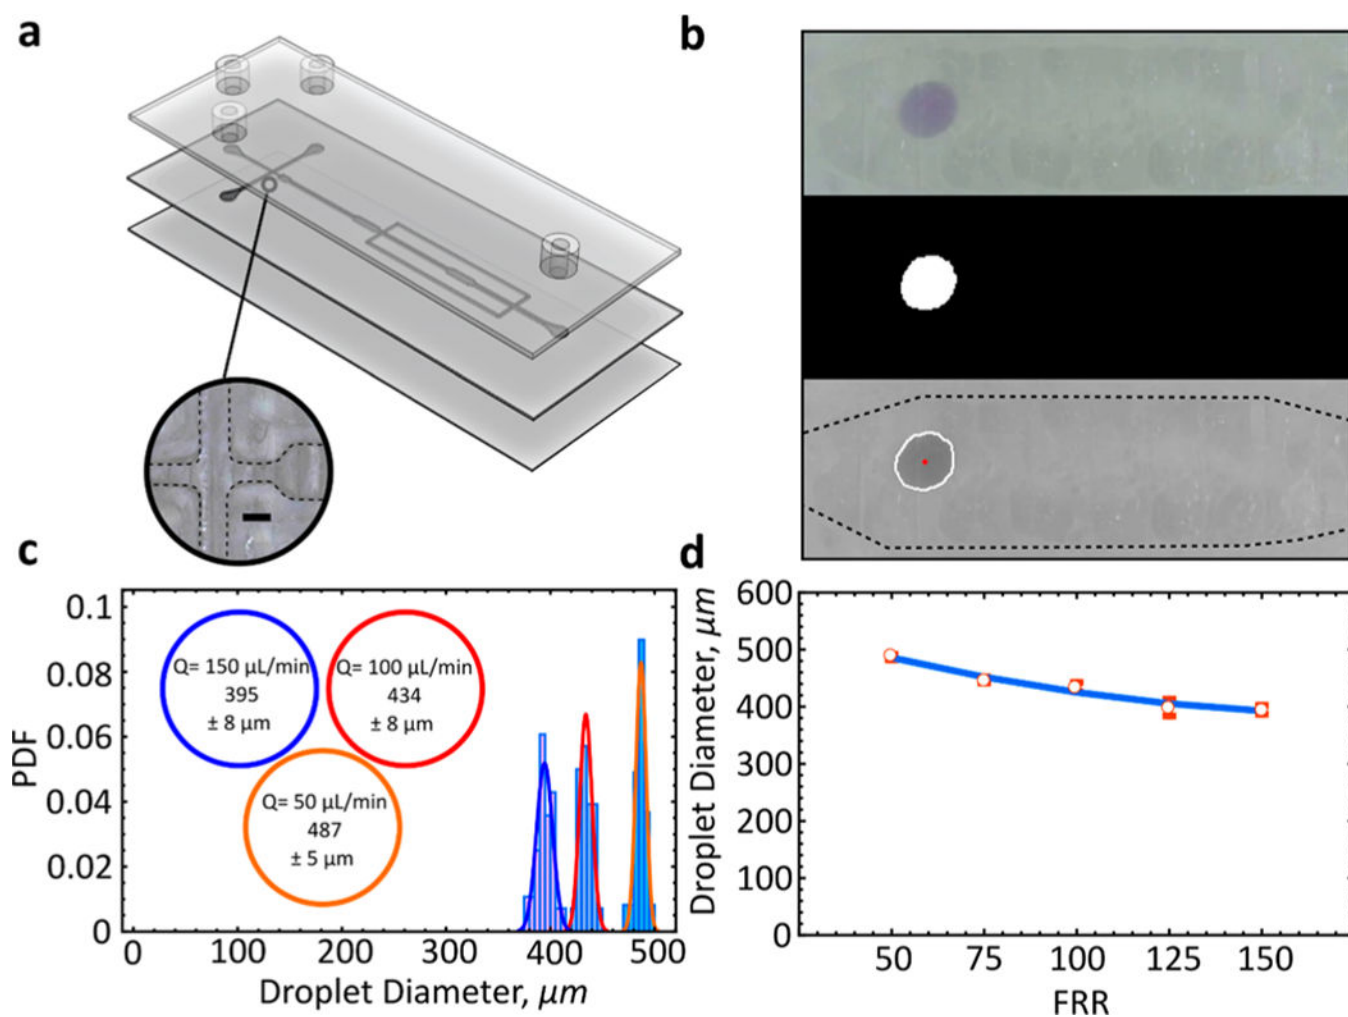 a
b
c
0.1
0.08
0.06
0.04
0.02
0
PDF
Q= 150 µL/min
395
± 8 µm
Q= 100 µL/min
434
± 8 µm
Q= 50 µL/min
487
± 5 µm
0 100 200 300 400 500
Droplet Diameter, µm
d
600
500
400
300
200
100
0
Droplet Diameter, µm
50 75 100 125 150
FRR